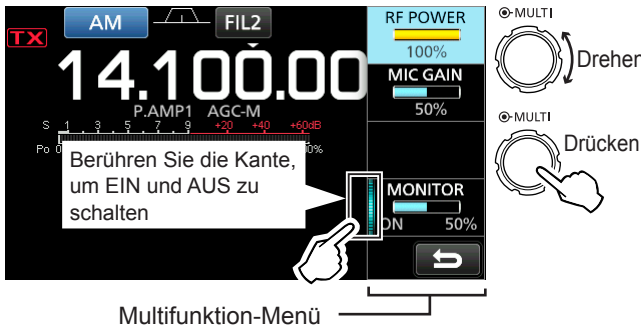 AM FIL2
TX
14.100.00
P.AMP1 AGC-M
S 1 3 5 7 9 +20 +40 +60dB
Po 0 0%
Berühren Sie die Kante,
um EIN und AUS zu
schalten
RF POWER
100%
MIC GAIN
50%
MONITOR
ON 50%
MULTI
Drehen
MULTI
Drücken
Multifunktion-Menü